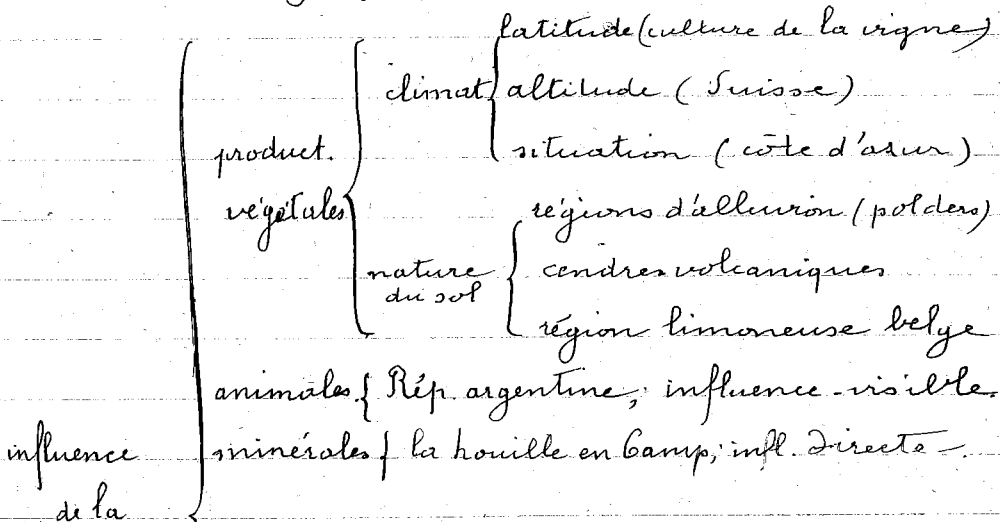 latitude (culture de la vigne)
climat altitude (Suisse)
product. situation (côte d'azur)
végétales régions d'alluvion (polders)
nature cendres volcaniques
du sol
région limoneuse belge
animales { Rép. argentine; influence visible.
influence minérales { la houille en Camp; infl. directe.
de la